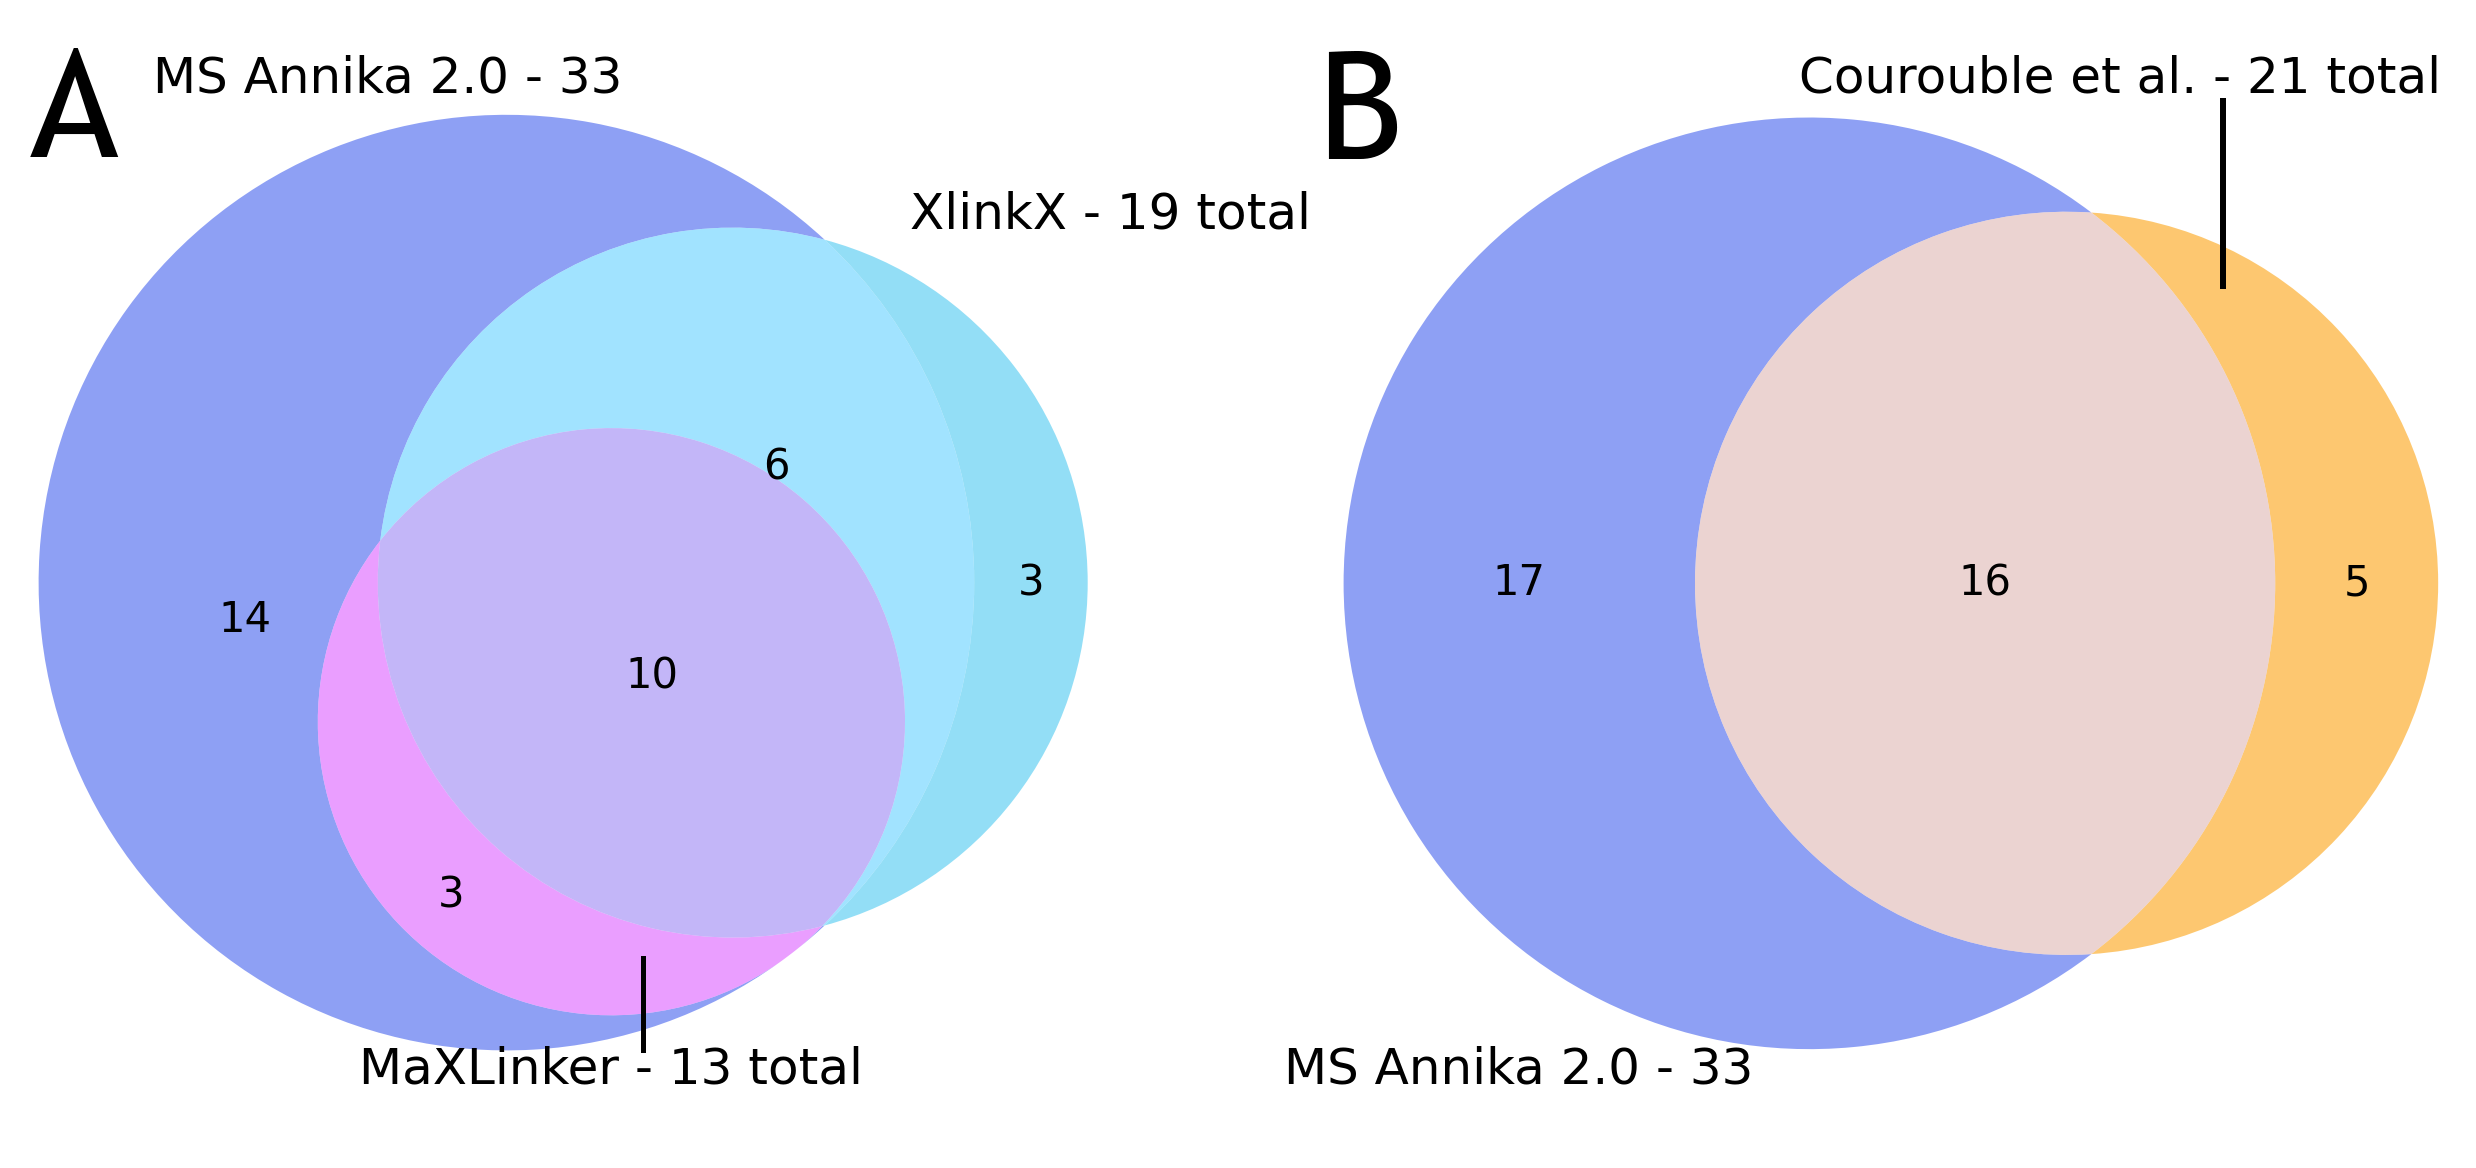 A
MS Annika 2.0 - 33
XlinkX - 19 total
6
3
14
10
3
MaXLinker - 13 total
B
Courouble et al. - 21 total
17
16
5
MS Annika 2.0 - 33